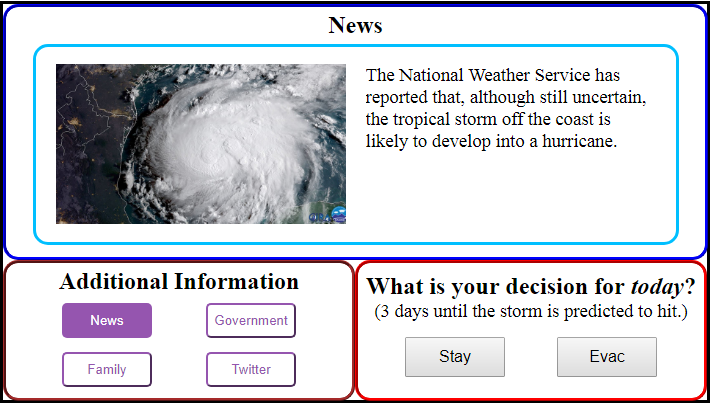 News
The National Weather Service has
reported that, although still uncertain,
the tropical storm off the coast is
likely to develop into a hurricane.
Additional Information
News
Government
Family
Twitter
What is your decision for today?
(3 days until the storm is predicted to hit.)
Stay
Evac